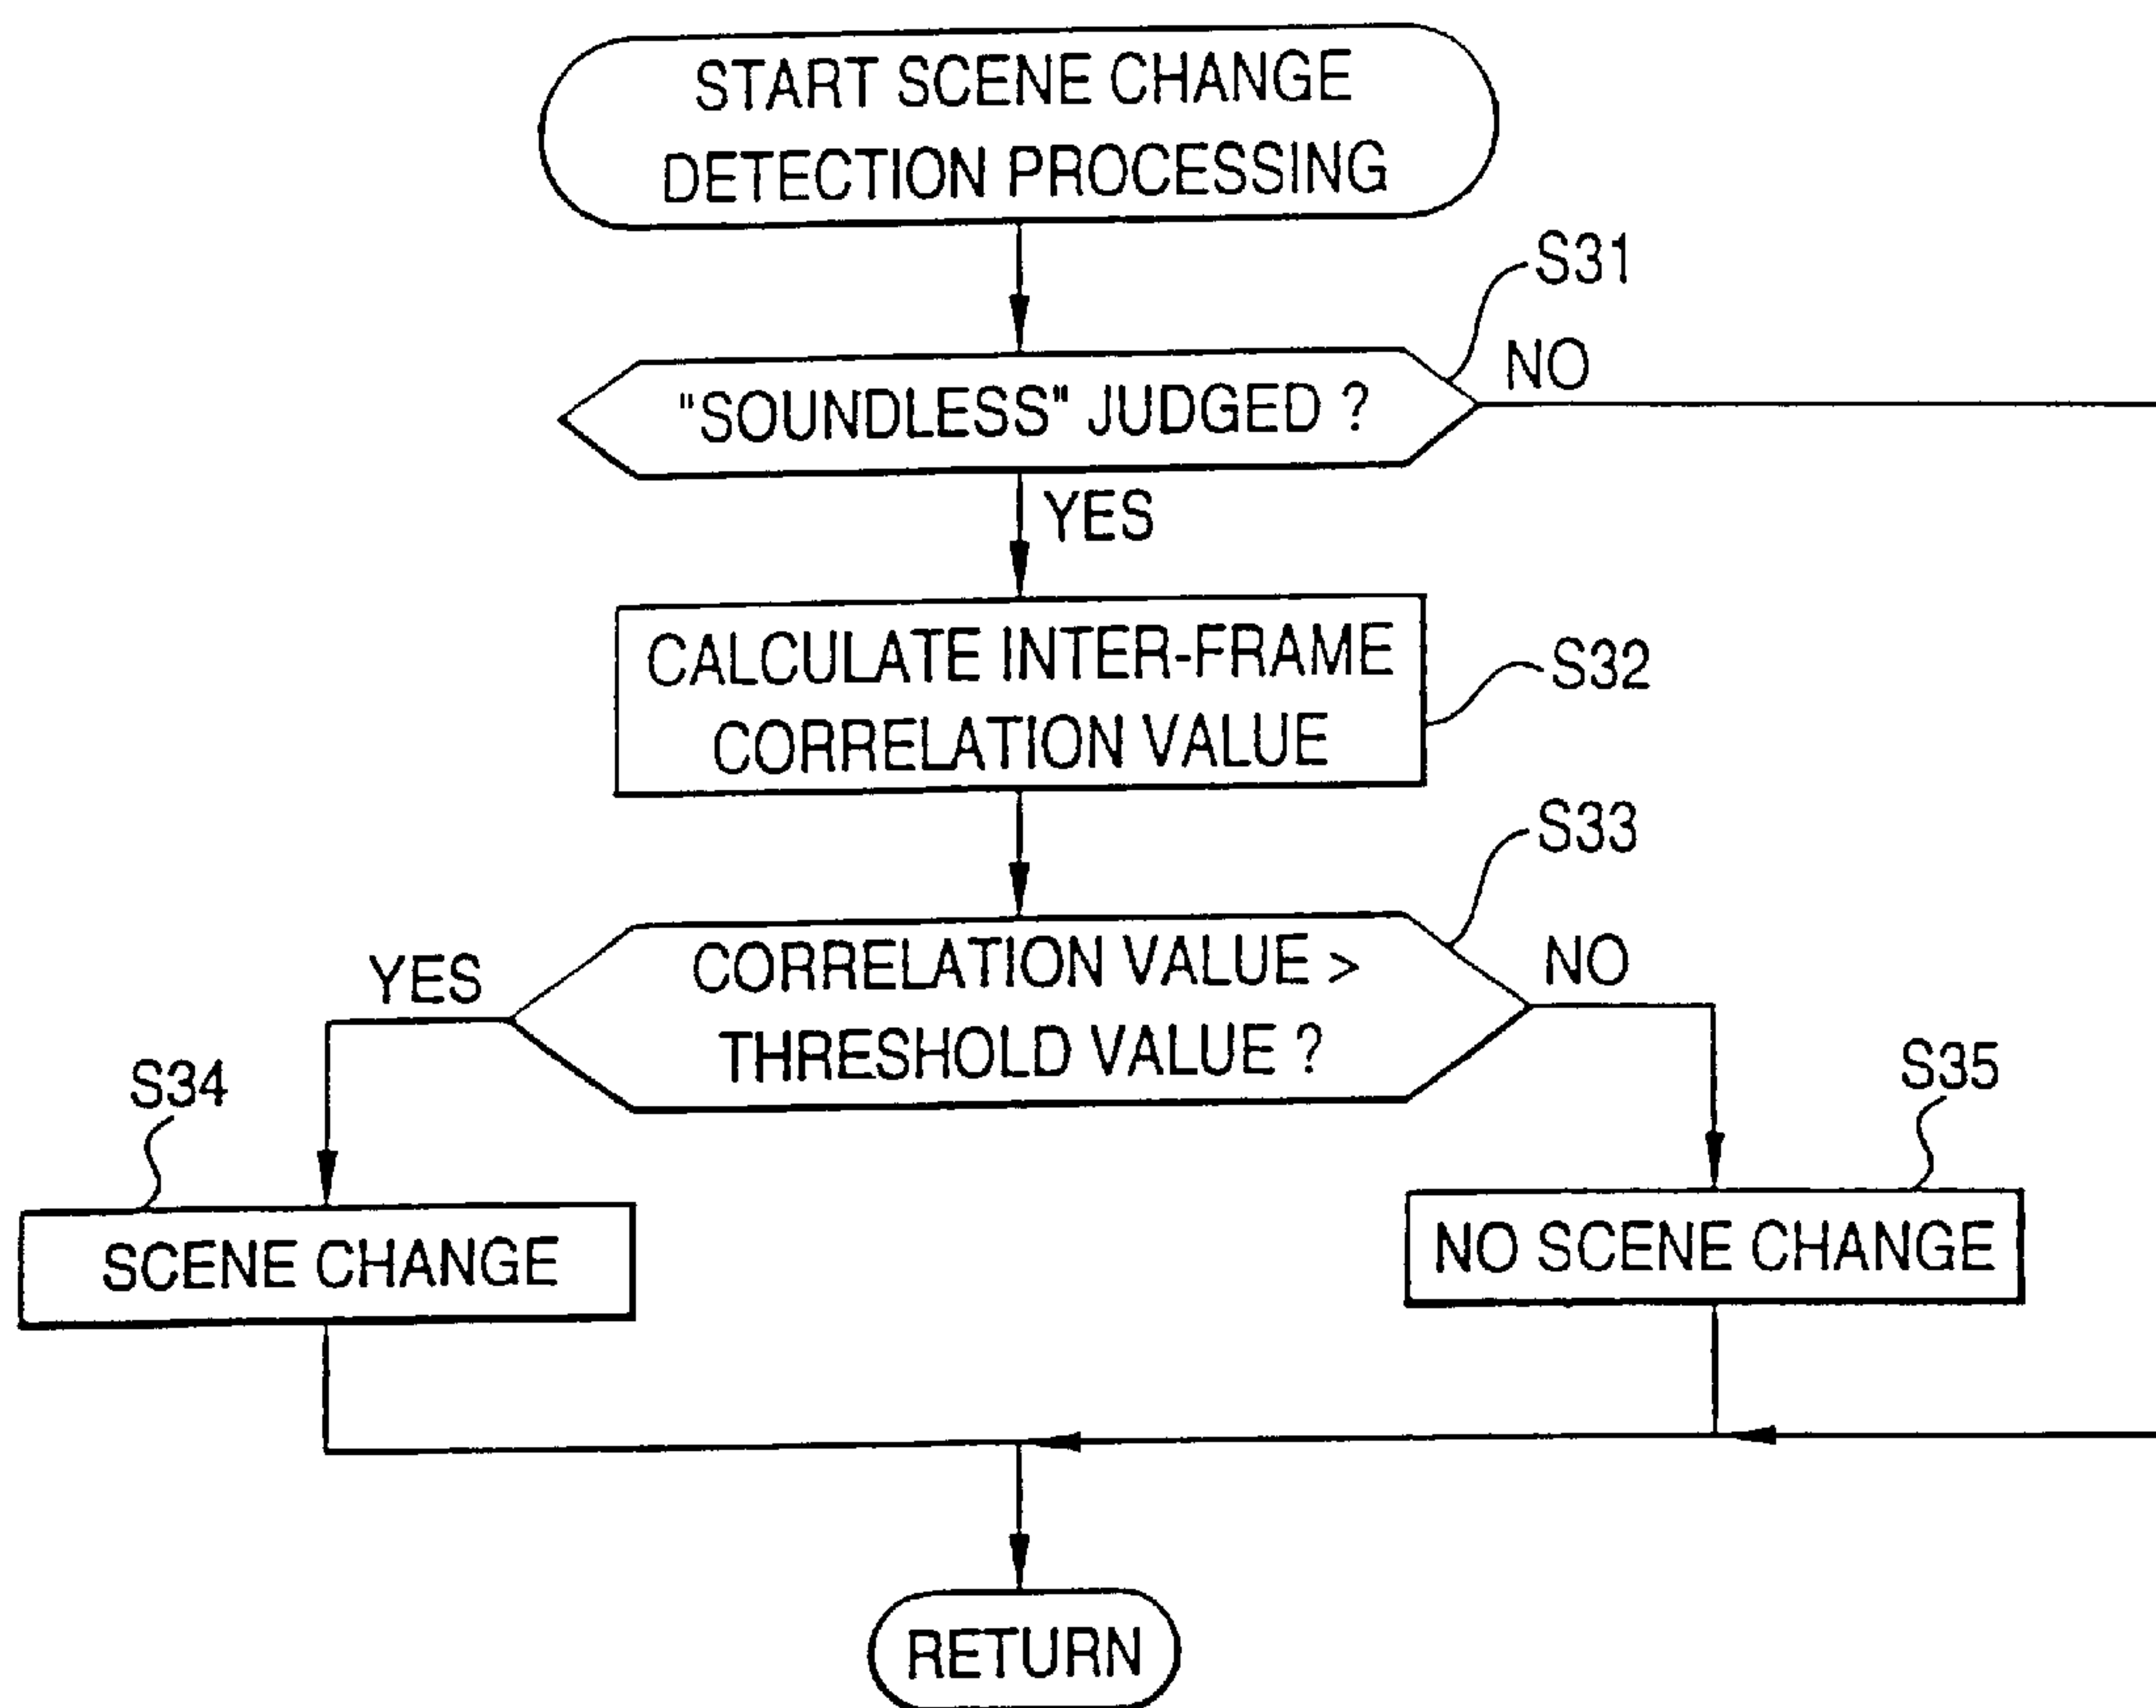 START SCENE CHANGE
DETECTION PROCESSING
S31
"SOUNDLESS" JUDGED ?
NO
YES
CALCULATE INTER-FRAME
CORRELATION VALUE
S32
S33
CORRELATION VALUE >
THRESHOLD VALUE ?
YES
NO
S34
S35
SCENE CHANGE
NO SCENE CHANGE
RETURN